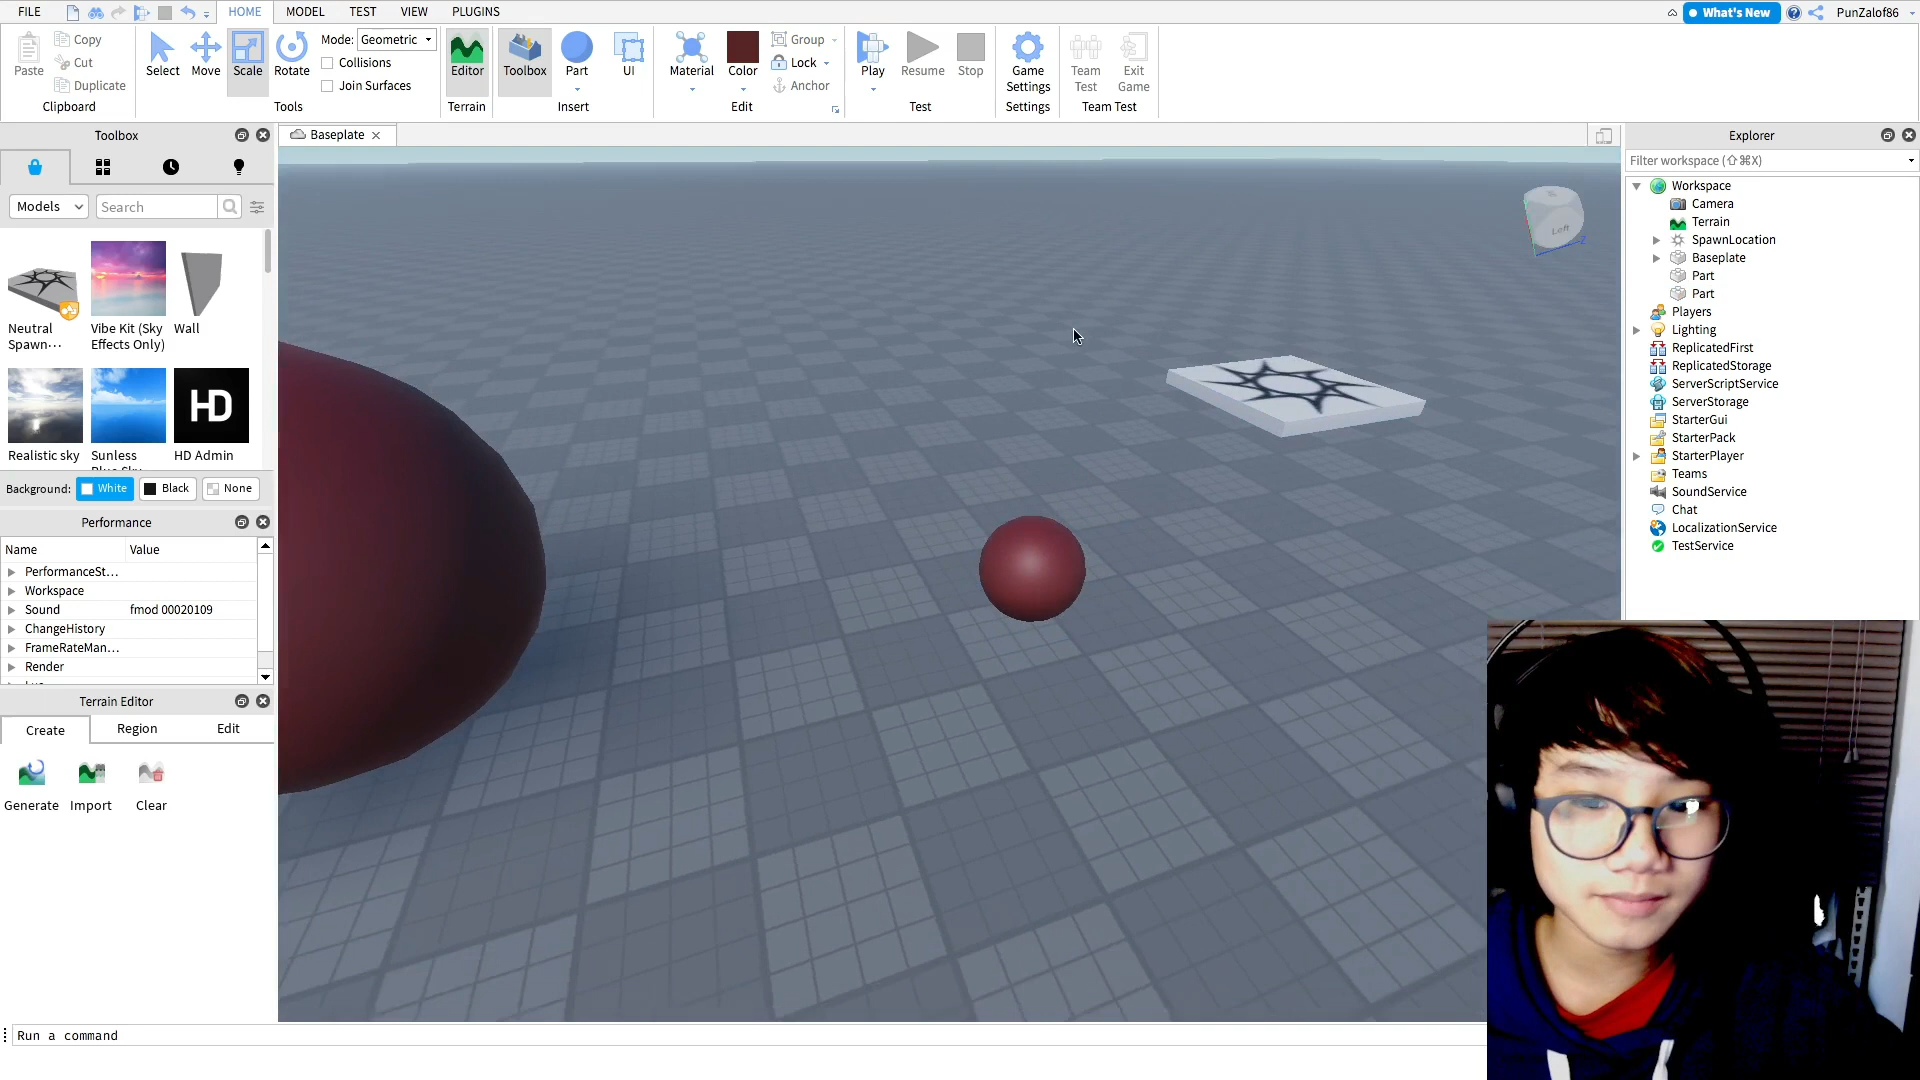 FILE HOME MODEL TEST VIEW PLUGINS What's New PunZalof86
Paste Copy Cut Duplicate Clipboard
Select Move Scale Rotate Mode: Geometric Collisions Join Surfaces Tools
Editor Terrain
Toolbox Part UI Insert
Material Color Group Lock Anchor Edit
Play Resume Stop Test
Game Settings Settings
Team Test Exit Game Team Test
Toolbox
Models Search
Neutral Spawn... Vibe Kit (Sky Effects Only) Wall
Realistic sky Sunless HD HD Admin
Background: White Black None
Performance
Name Value
PerformanceSt...
Workspace
Sound fmod 00020109
ChangeHistory
FrameRateMan...
Render
Terrain Editor
Create Region Edit
Generate Import Clear
Baseplate
Left
Z
Run a command
Explorer
Filter workspace (⇧⌘X)
Workspace
Camera
Terrain
SpawnLocation
Baseplate
Part
Part
Players
Lighting
ReplicatedFirst
ReplicatedStorage
ServerScriptService
ServerStorage
StarterGui
StarterPack
StarterPlayer
Teams
SoundService
Chat
LocalizationService
TestService